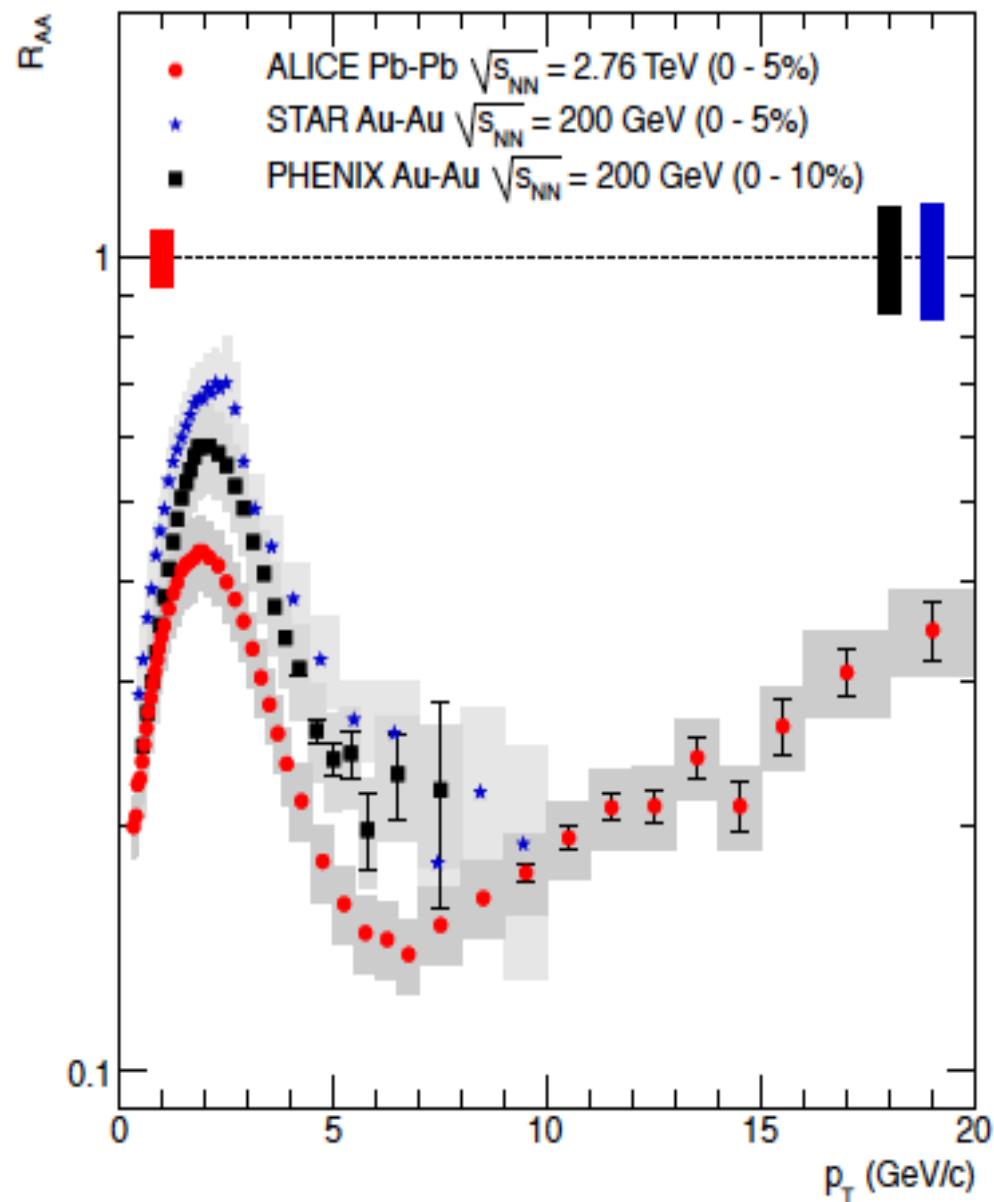 R_AA
ALICE Pb-Pb √s_NN = 2.76 TeV (0 - 5%)
STAR Au-Au √s_NN = 200 GeV (0 - 5%)
PHENIX Au-Au √s_NN = 200 GeV (0 - 10%)
1
0.1
0 5 10 15 20
p_T (GeV/c)